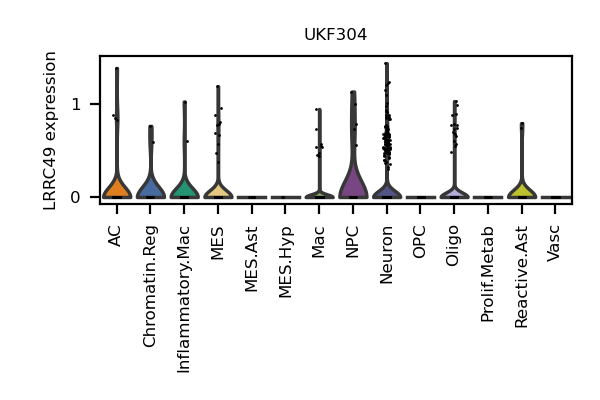 UKF304
LRRC49 expression
1
0
AC
Chromatin.Reg
Inflammatory.Mac
MES
MES.Ast
MES.Hyp
Mac
NPC
Neuron
OPC
Oligo
Prolif.Metab
Reactive.Ast
Vasc